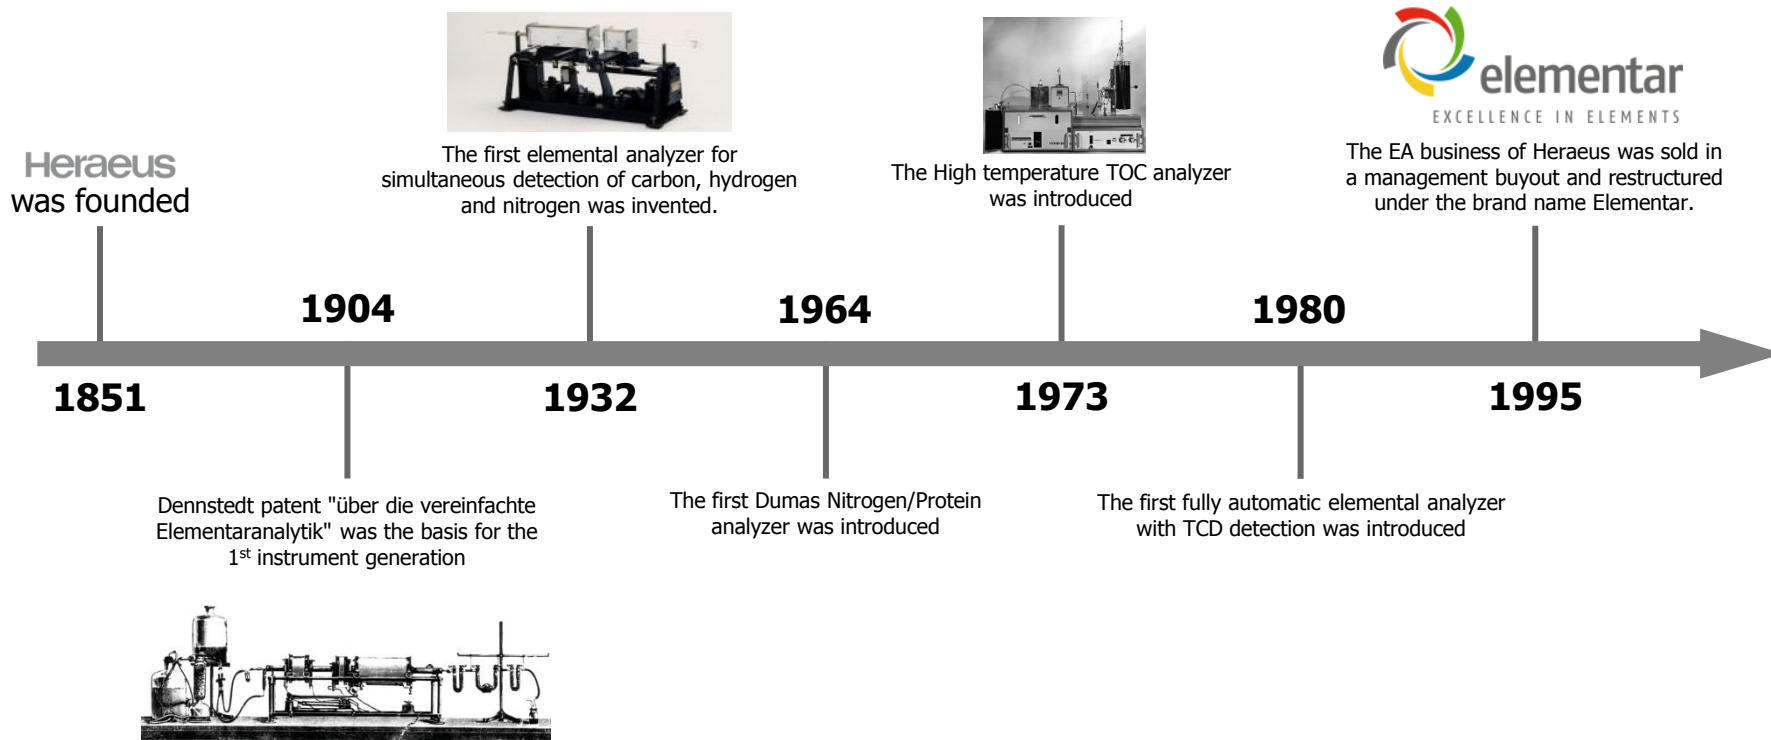 Heraeus
was founded
The first elemental analyzer for
simultaneous detection of carbon, hydrogen
and nitrogen was invented.
The High temperature TOC analyzer
was introduced
elementar
EXCELLENCE IN ELEMENTS
The EA business of Heraeus was sold in
a management buyout and restructured
under the brand name Elementar.
1904
1964
1980
1851
1932
1973
1995
Dennstedt patent "über die vereinfachte
Elementaranalytik" was the basis for the
1st instrument generation
The first Dumas Nitrogen/Protein
analyzer was introduced
The first fully automatic elemental analyzer
with TCD detection was introduced